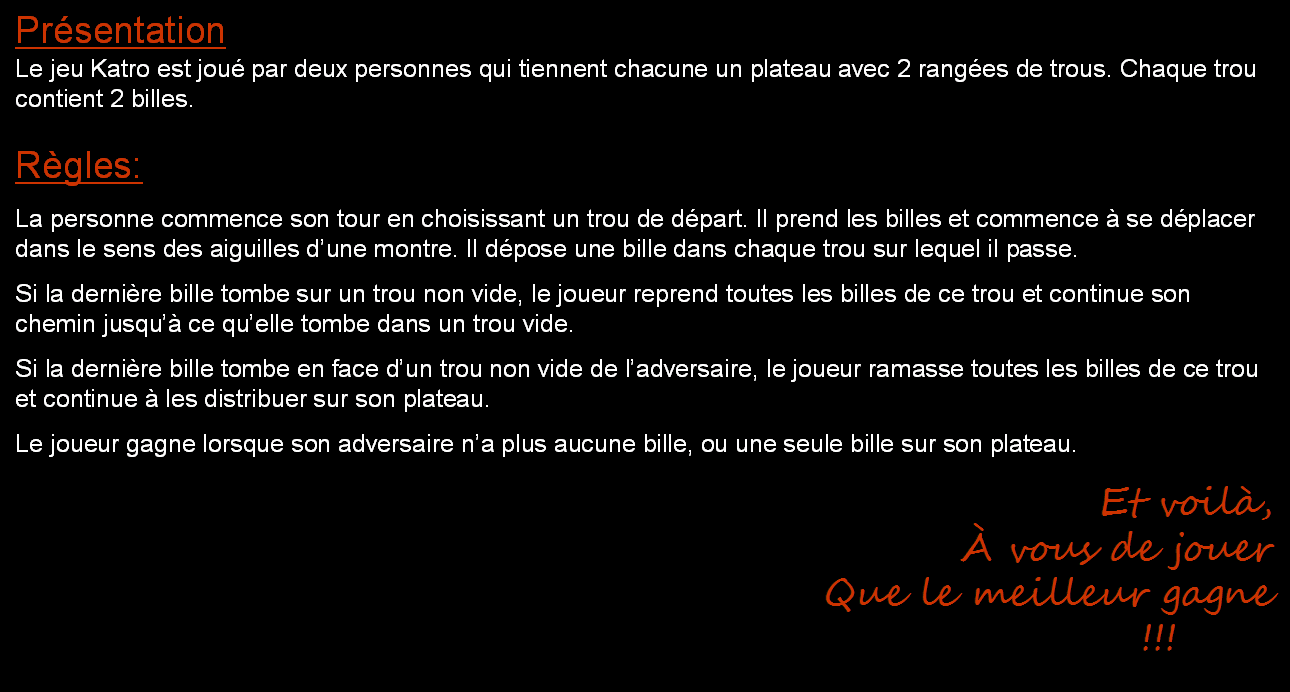 Présentation
Le jeu Katro est joué par deux personnes qui tiennent chacune un plateau avec 2 rangées de trous. Chaque trou
contient 2 billes.
Règles:
La personne commence son tour en choisissant un trou de départ. Il prend les billes et commence à se déplacer
dans le sens des aiguilles d’une montre. Il dépose une bille dans chaque trou sur lequel il passe.
Si la dernière bille tombe sur un trou non vide, le joueur reprend toutes les billes de ce trou et continue son
chemin jusqu’à ce qu’elle tombe dans un trou vide.
Si la dernière bille tombe en face d’un trou non vide de l’adversaire, le joueur ramasse toutes les billes de ce trou
et continue à les distribuer sur son plateau.
Le joueur gagne lorsque son adversaire n’a plus aucune bille, ou une seule bille sur son plateau.
Et voilà,
À vous de jouer
Que le meilleur gagne
!!!